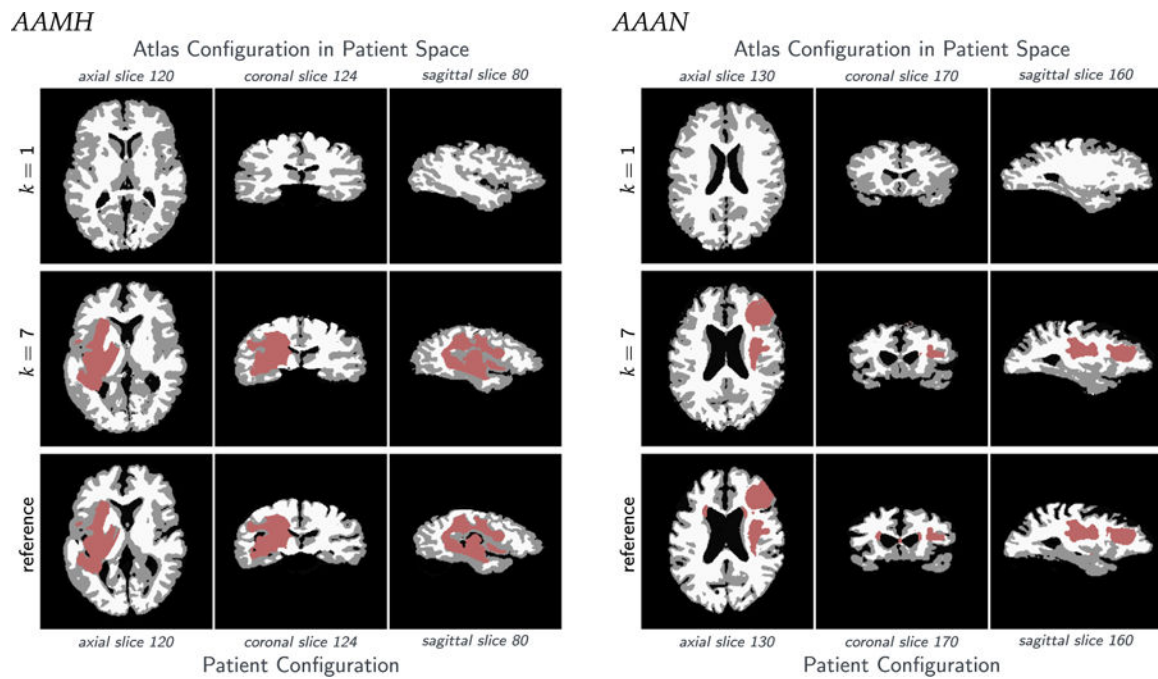 AAMH
Atlas Configuration in Patient Space
axial slice 120 coronal slice 124 sagittal slice 80
k = 1
k = 7
reference
axial slice 120 coronal slice 124 sagittal slice 80
Patient Configuration
AAAN
Atlas Configuration in Patient Space
axial slice 130 coronal slice 170 sagittal slice 160
k = 1
k = 7
reference
axial slice 130 coronal slice 170 sagittal slice 160
Patient Configuration